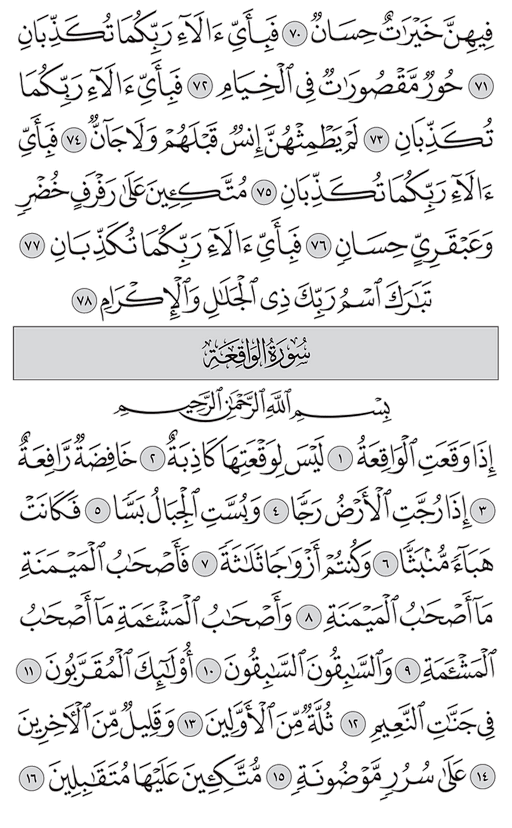 فِيهِنَّ خَيْرَٰتٌ حِسَانٌ ٧٠ فَبِأَيِّ ءَالَآءِ رَبِّكُمَا تُكَذِّبَانِ
٧١ حُورٌ مَّقْصُورَٰتٌ فِى ٱلْخِيَامِ ٧٢ فَبِأَيِّ ءَالَآءِ رَبِّكُمَا
تُكَذِّبَانِ ٧٣ لَمْ يَطْمِثْهُنَّ إِنسٌ قَبْلَهُمْ وَلَا جَآنٌّ ٧٤ فَبِأَيِّ
ءَالَآءِ رَبِّكُمَا تُكَذِّبَانِ ٧٥ مُتَّكِـِٔينَ عَلَىٰ رَفْرَفٍ خُضْرٍ
وَعَبْقَرِىٍّ حِسَانٍ ٧٦ فَبِأَيِّ ءَالَآءِ رَبِّكُمَا تُكَذِّبَانِ ٧٧
تَبَٰرَكَ ٱسْمُ رَبِّكَ ذِى ٱلْجَلَٰلِ وَٱلْإِكْرَامِ ٧٨
سُورَةُ الوَاقِعَةِ
بِسْمِ ٱللَّهِ ٱلرَّحْمَٰنِ ٱلرَّحِيمِ
إِذَا وَقَعَتِ ٱلْوَاقِعَةُ ١ لَيْسَ لِوَقْعَتِهَا كَاذِبَةٌ ٢ خَافِضَةٌ رَّافِعَةٌ
٣ إِذَا رُجَّتِ ٱلْأَرْضُ رَجًّا ٤ وَبُسَّتِ ٱلْجِبَالُ بَسًّا ٥ فَكَانَتْ
هَبَآءً مُّنۢبَثًّا ٦ وَكُنتُمْ أَزْوَٰجًا ثَلَٰثَةً ٧ فَأَصْحَٰبُ ٱلْمَيْمَنَةِ
مَآ أَصْحَٰبُ ٱلْمَيْمَنَةِ ٨ وَأَصْحَٰبُ ٱلْمَشْـَٔمَةِ مَآ أَصْحَٰبُ
ٱلْمَشْـَٔمَةِ ٩ وَٱلسَّٰبِقُونَ ٱلسَّٰبِقُونَ ١٠ أُو۟لَٰٓئِكَ ٱلْمُقَرَّبُونَ ١١
فِى جَنَّٰتِ ٱلنَّعِيمِ ١٢ ثُلَّةٌ مِّنَ ٱلْأَوَّلِينَ ١٣ وَقَلِيلٌ مِّنَ ٱلْءَاخِرِينَ
١٤ عَلَىٰ سُرُرٍ مَّوْضُونَةٍ ١٥ مُّتَّكِـِٔينَ عَلَيْهَا مُتَقَٰبِلِينَ ١٦